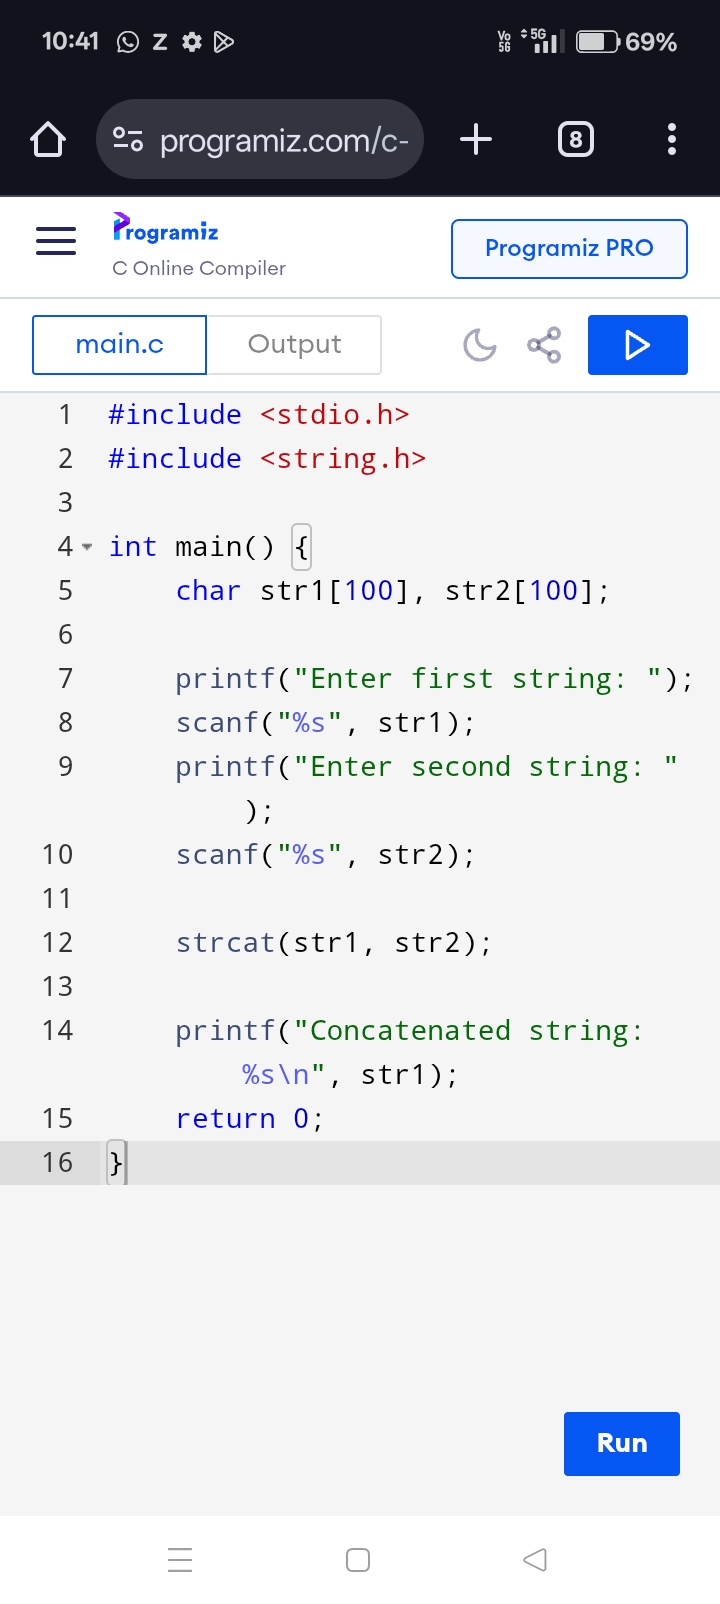 10:41 Z Vo 5G 5G 69%
programiz.com/c- 8
Programiz
C Online Compiler
Programiz PRO
main.c Output
1 #include <stdio.h>
2 #include <string.h>
3
4 int main() {
5     char str1[100], str2[100];
6
7     printf("Enter first string: ");
8     scanf("%s", str1);
9     printf("Enter second string: "
        );
10     scanf("%s", str2);
11
12     strcat(str1, str2);
13
14     printf("Concatenated string:
        %s\n", str1);
15     return 0;
16 }
Run